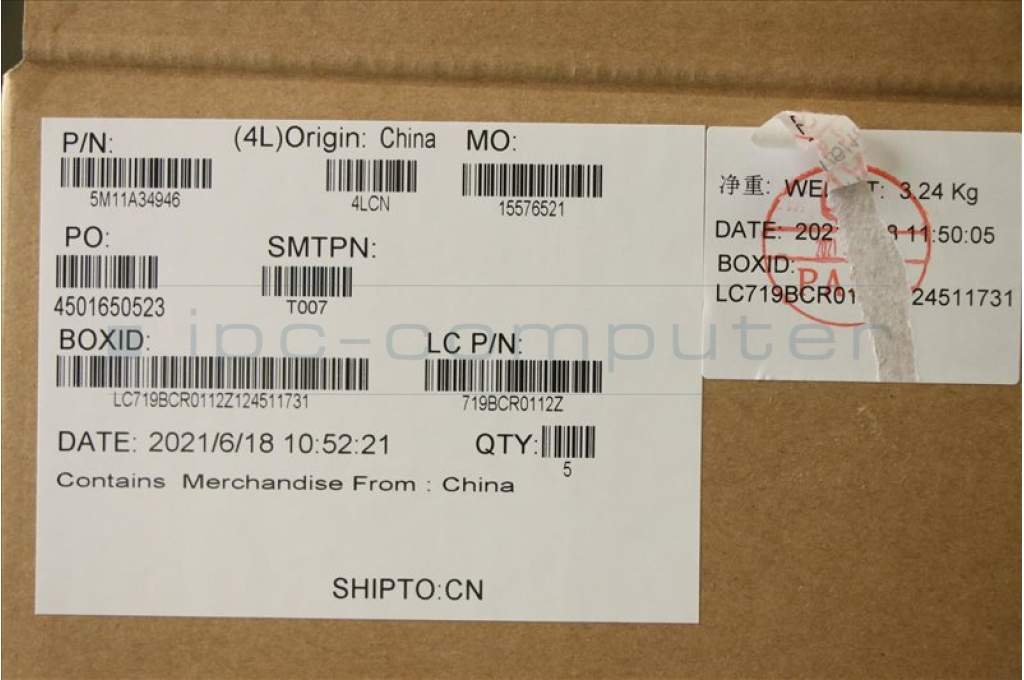 P/N: (4L)Origin: China MO:
5M11A34946 4LCN 15576521
PO: SMTPN:
4501650523 T007
BOXID: LC P/N:
LC719BCR0112Z124511731 719BCR0112Z
DATE: 2021/6/18 10:52:21 QTY:
5
Contains Merchandise From : China
SHIPTO:CN
净重: 3.24 Kg
DATE: 11:50:05
BOXID:
LC719BCR01 24511731
PA
ipc-computer